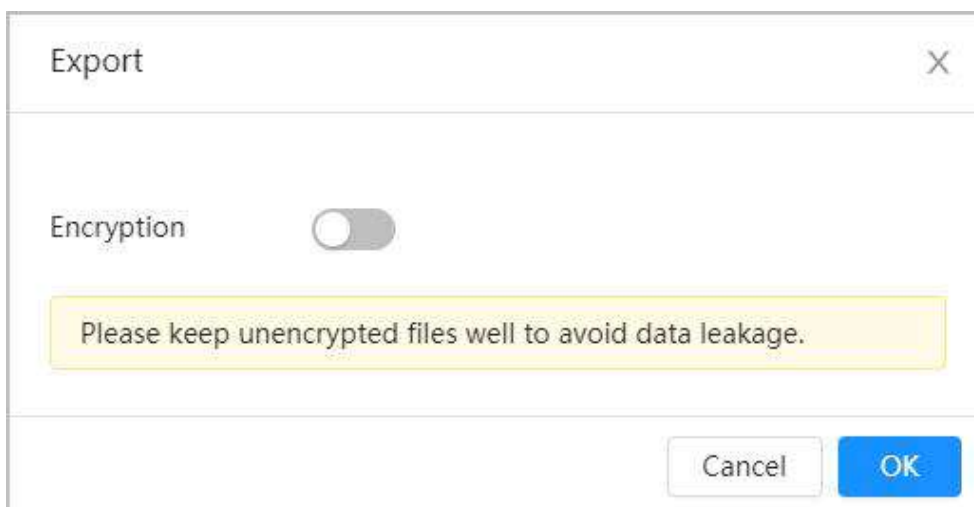 Export
Encryption
Please keep unencrypted files well to avoid data leakage.
Cancel OK